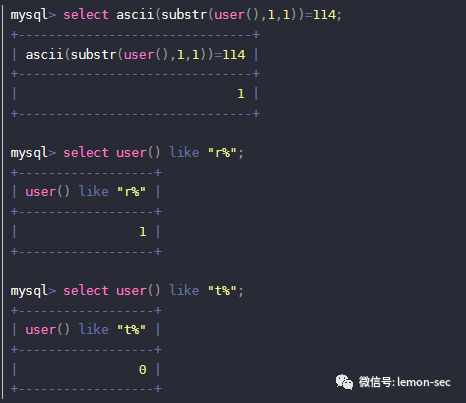 mysql> select ascii(substr(user(),1,1))=114;
+-------------------------------+
| ascii(substr(user(),1,1))=114 |
+-------------------------------+
|                             1 |
+-------------------------------+
mysql> select user() like "r%";
+------------------+
| user() like "r%" |
+------------------+
|                1 |
+------------------+
mysql> select user() like "t%";
+------------------+
| user() like "t%" |
+------------------+
|                0 |
+------------------+
微信号: lemon-sec